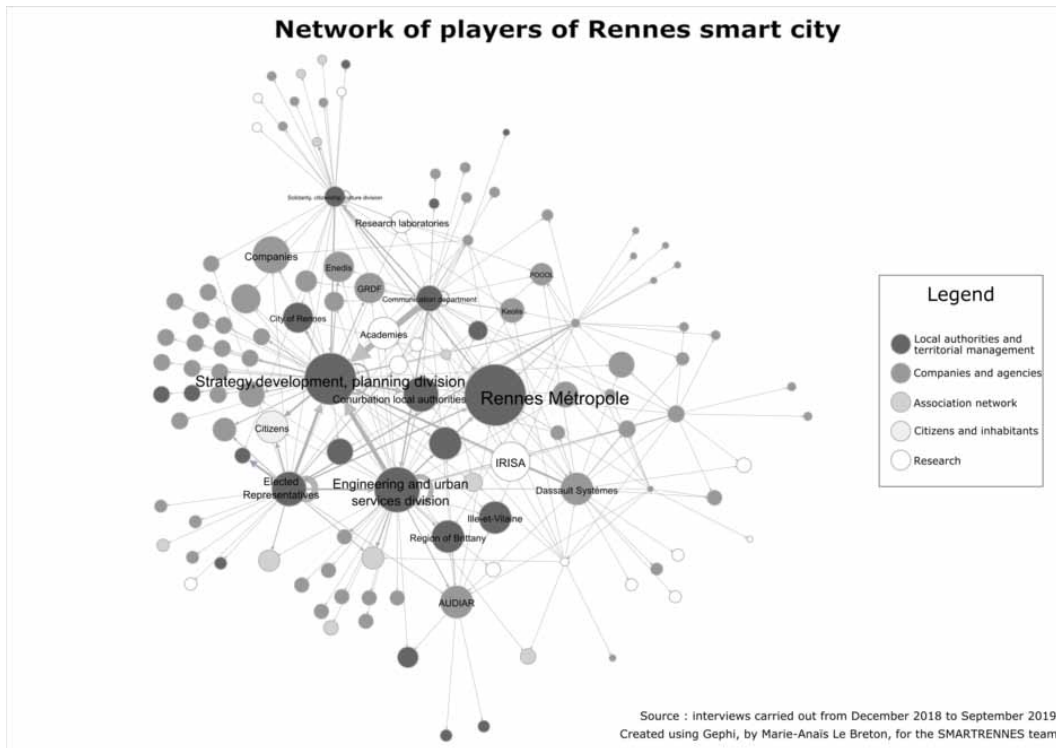 Network of players of Rennes smart city
Solidarity, citizenship, culture division
Research laboratories
Companies
Enedis
PODOL
GRDF
Communication department
Keolis
City of Rennes
Academies
Strategy,development, planning division
Conurbation local authorities
Rennes Métropole
Citizens
IRISA
Elected
Representatives
Engineering and urban
services division
Dassault Systèmes
Ille-et-Vilaine
Region of Brittany
AUDIAR
Legend
Local authorities and
territorial management
Companies and agencies
Association network
Citizens and inhabitants
Research
Source : interviews carried out from December 2018 to September 2019
Created using Gephi, by Marie-Anaïs Le Breton, for the SMARTRENNES team